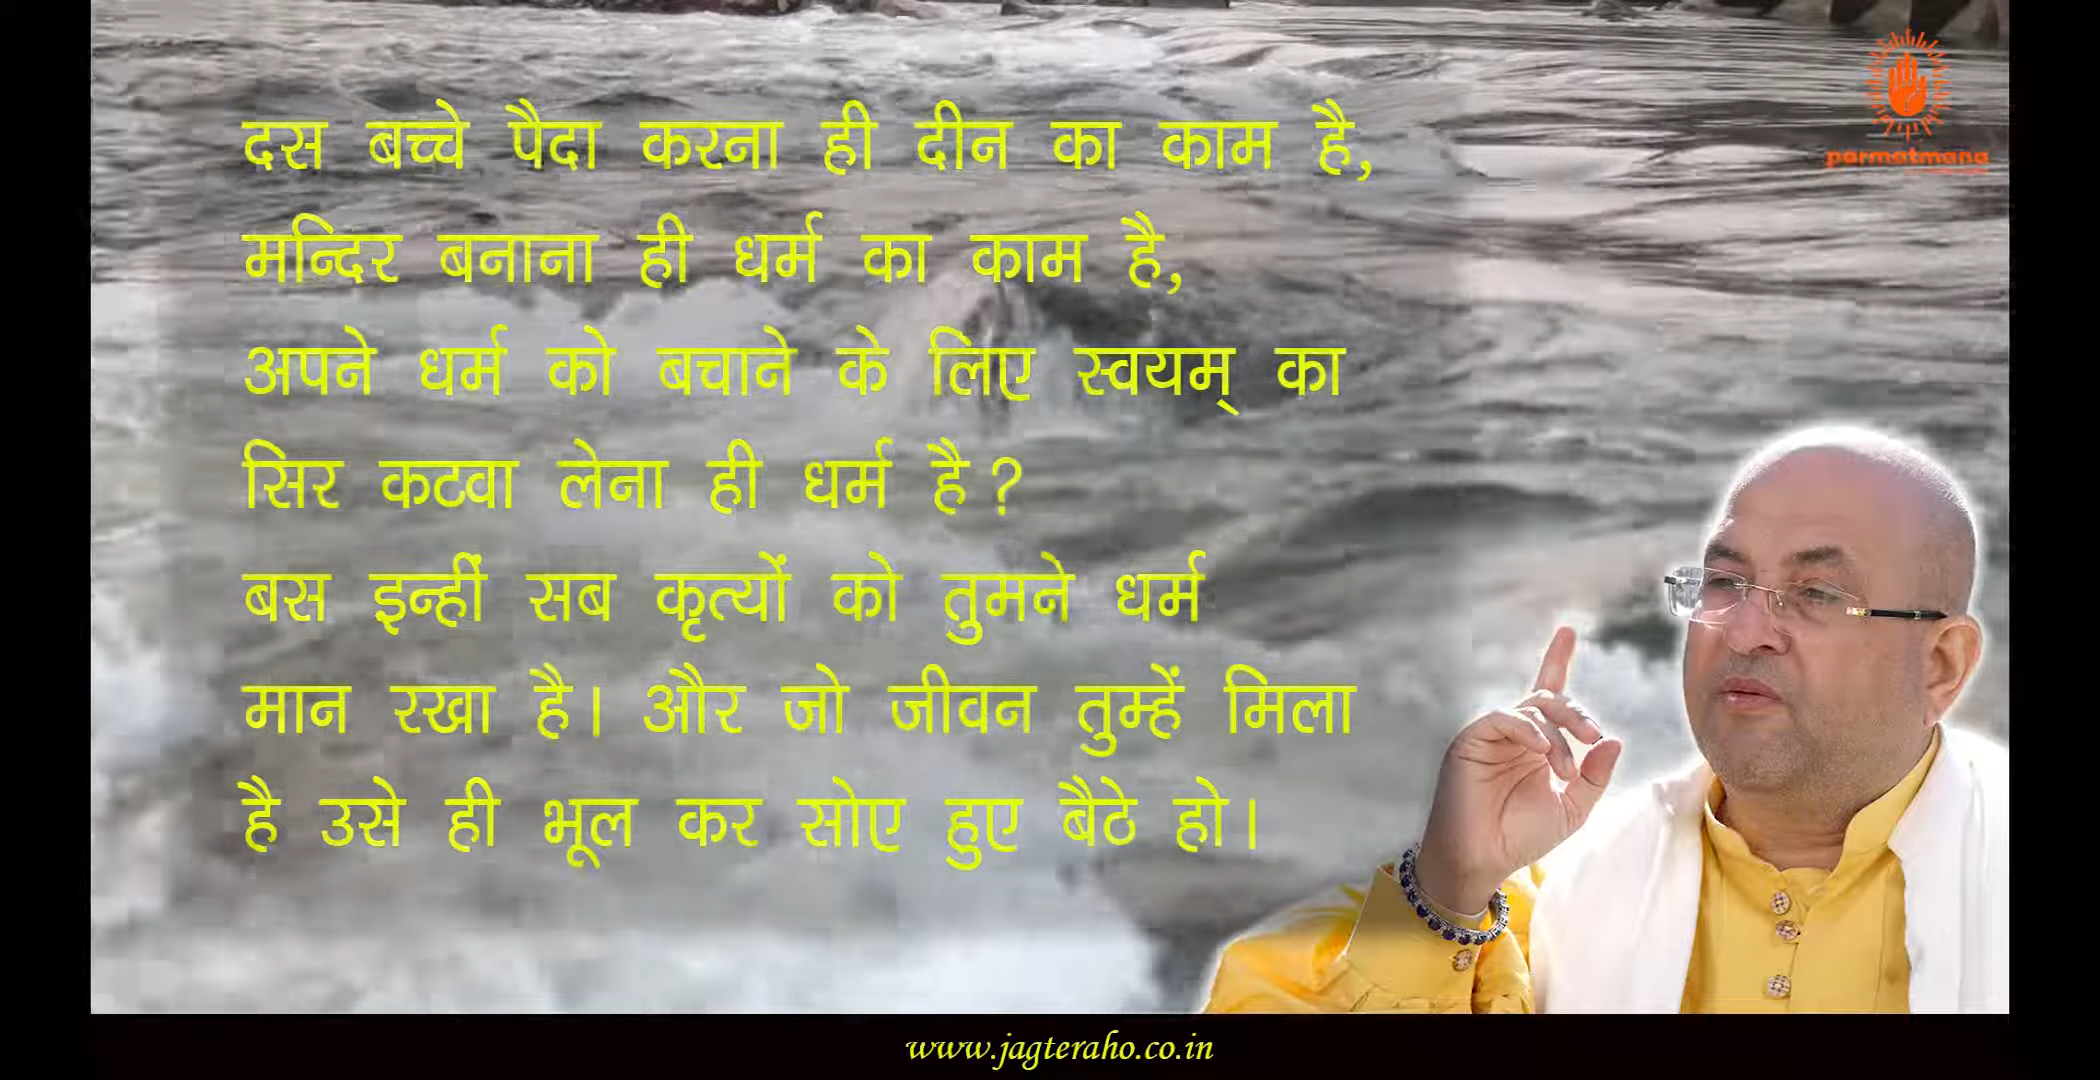 parmatmana
दस बच्चे पैदा करना ही दीन का काम है,
मन्दिर बनाना ही धर्म का काम है,
अपने धर्म को बचाने के लिए स्वयम् का
सिर कटवा लेना ही धर्म है ?
बस इन्हीं सब कृत्यों को तुमने धर्म
मान रखा है। और जो जीवन तुम्हें मिला
है उसे ही भूल कर सोए हुए बैठे हो।
www.jagteraho.co.in